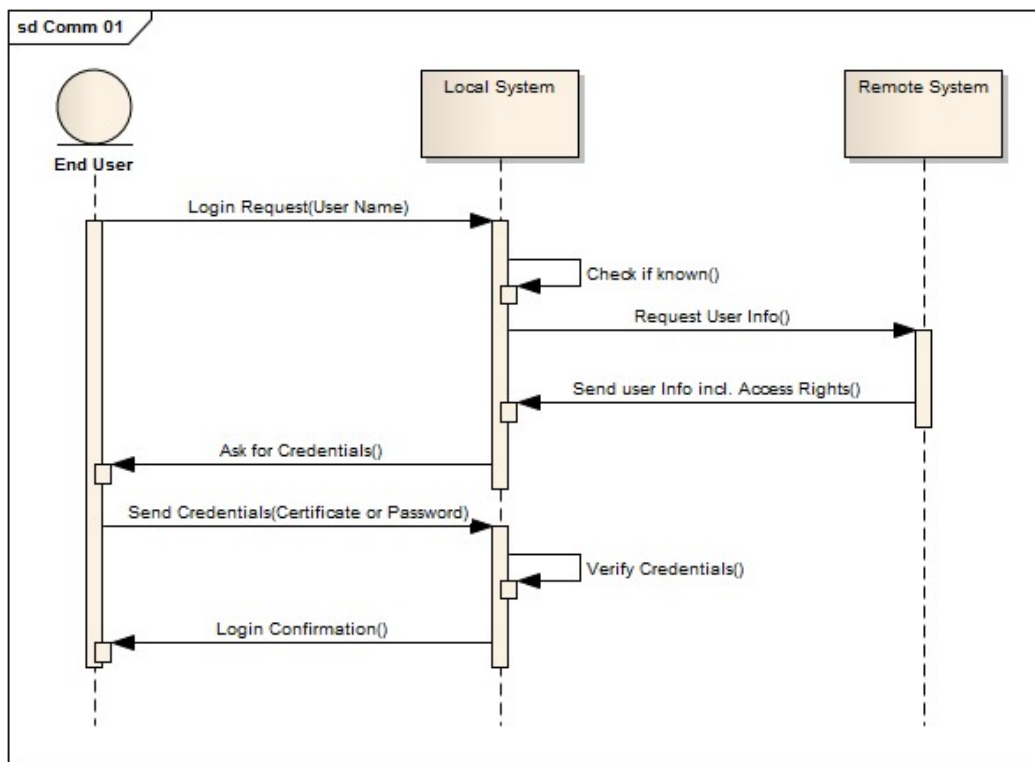 sd Comm 01
Local System
Remote System
End User
Login Request(User Name)
Check if known()
Request User Info()
Send user Info incl. Access Rights()
Ask for Credentials()
Send Credentials(Certificate or Password)
Verify Credentials()
Login Confirmation()